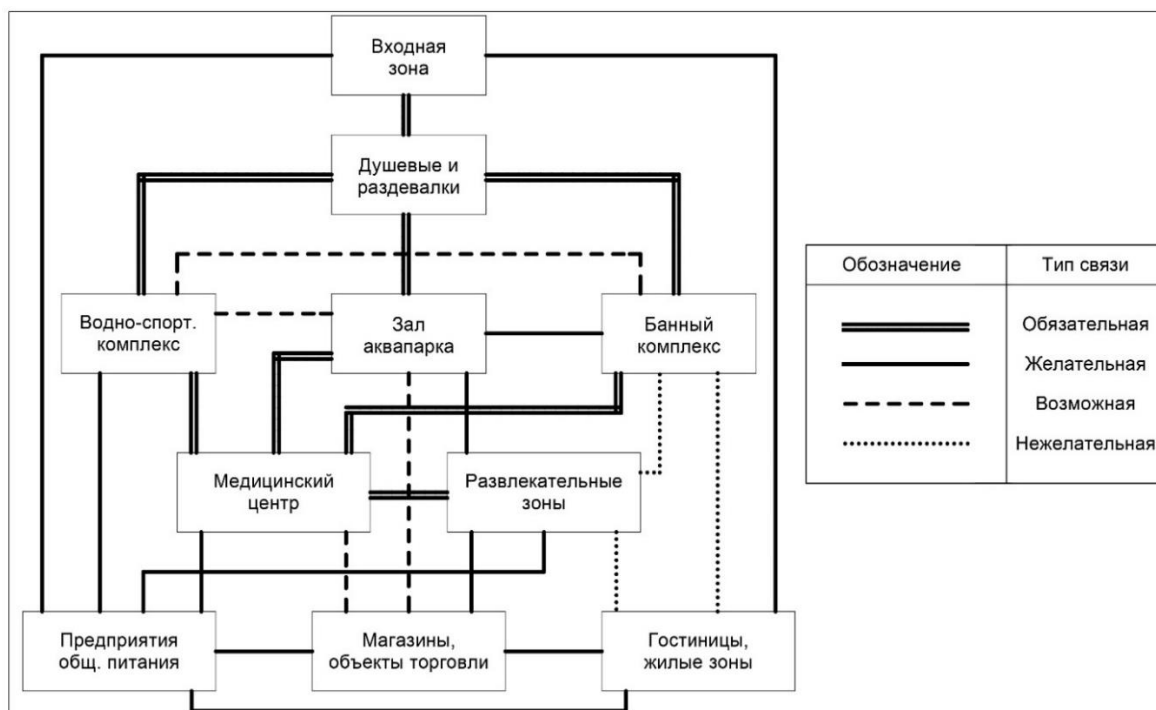 Входная
зона
Душевые и
раздевалки
Водно-спорт.
комплекс
Зал
аквапарка
Банный
комплекс
Медицинский
центр
Развлекательные
зоны
Предприятия
общ. питания
Магазины,
объекты торговли
Гостиницы,
жилые зоны
Обозначение
Тип связи
Обязательная
Желательная
Возможная
Нежелательная